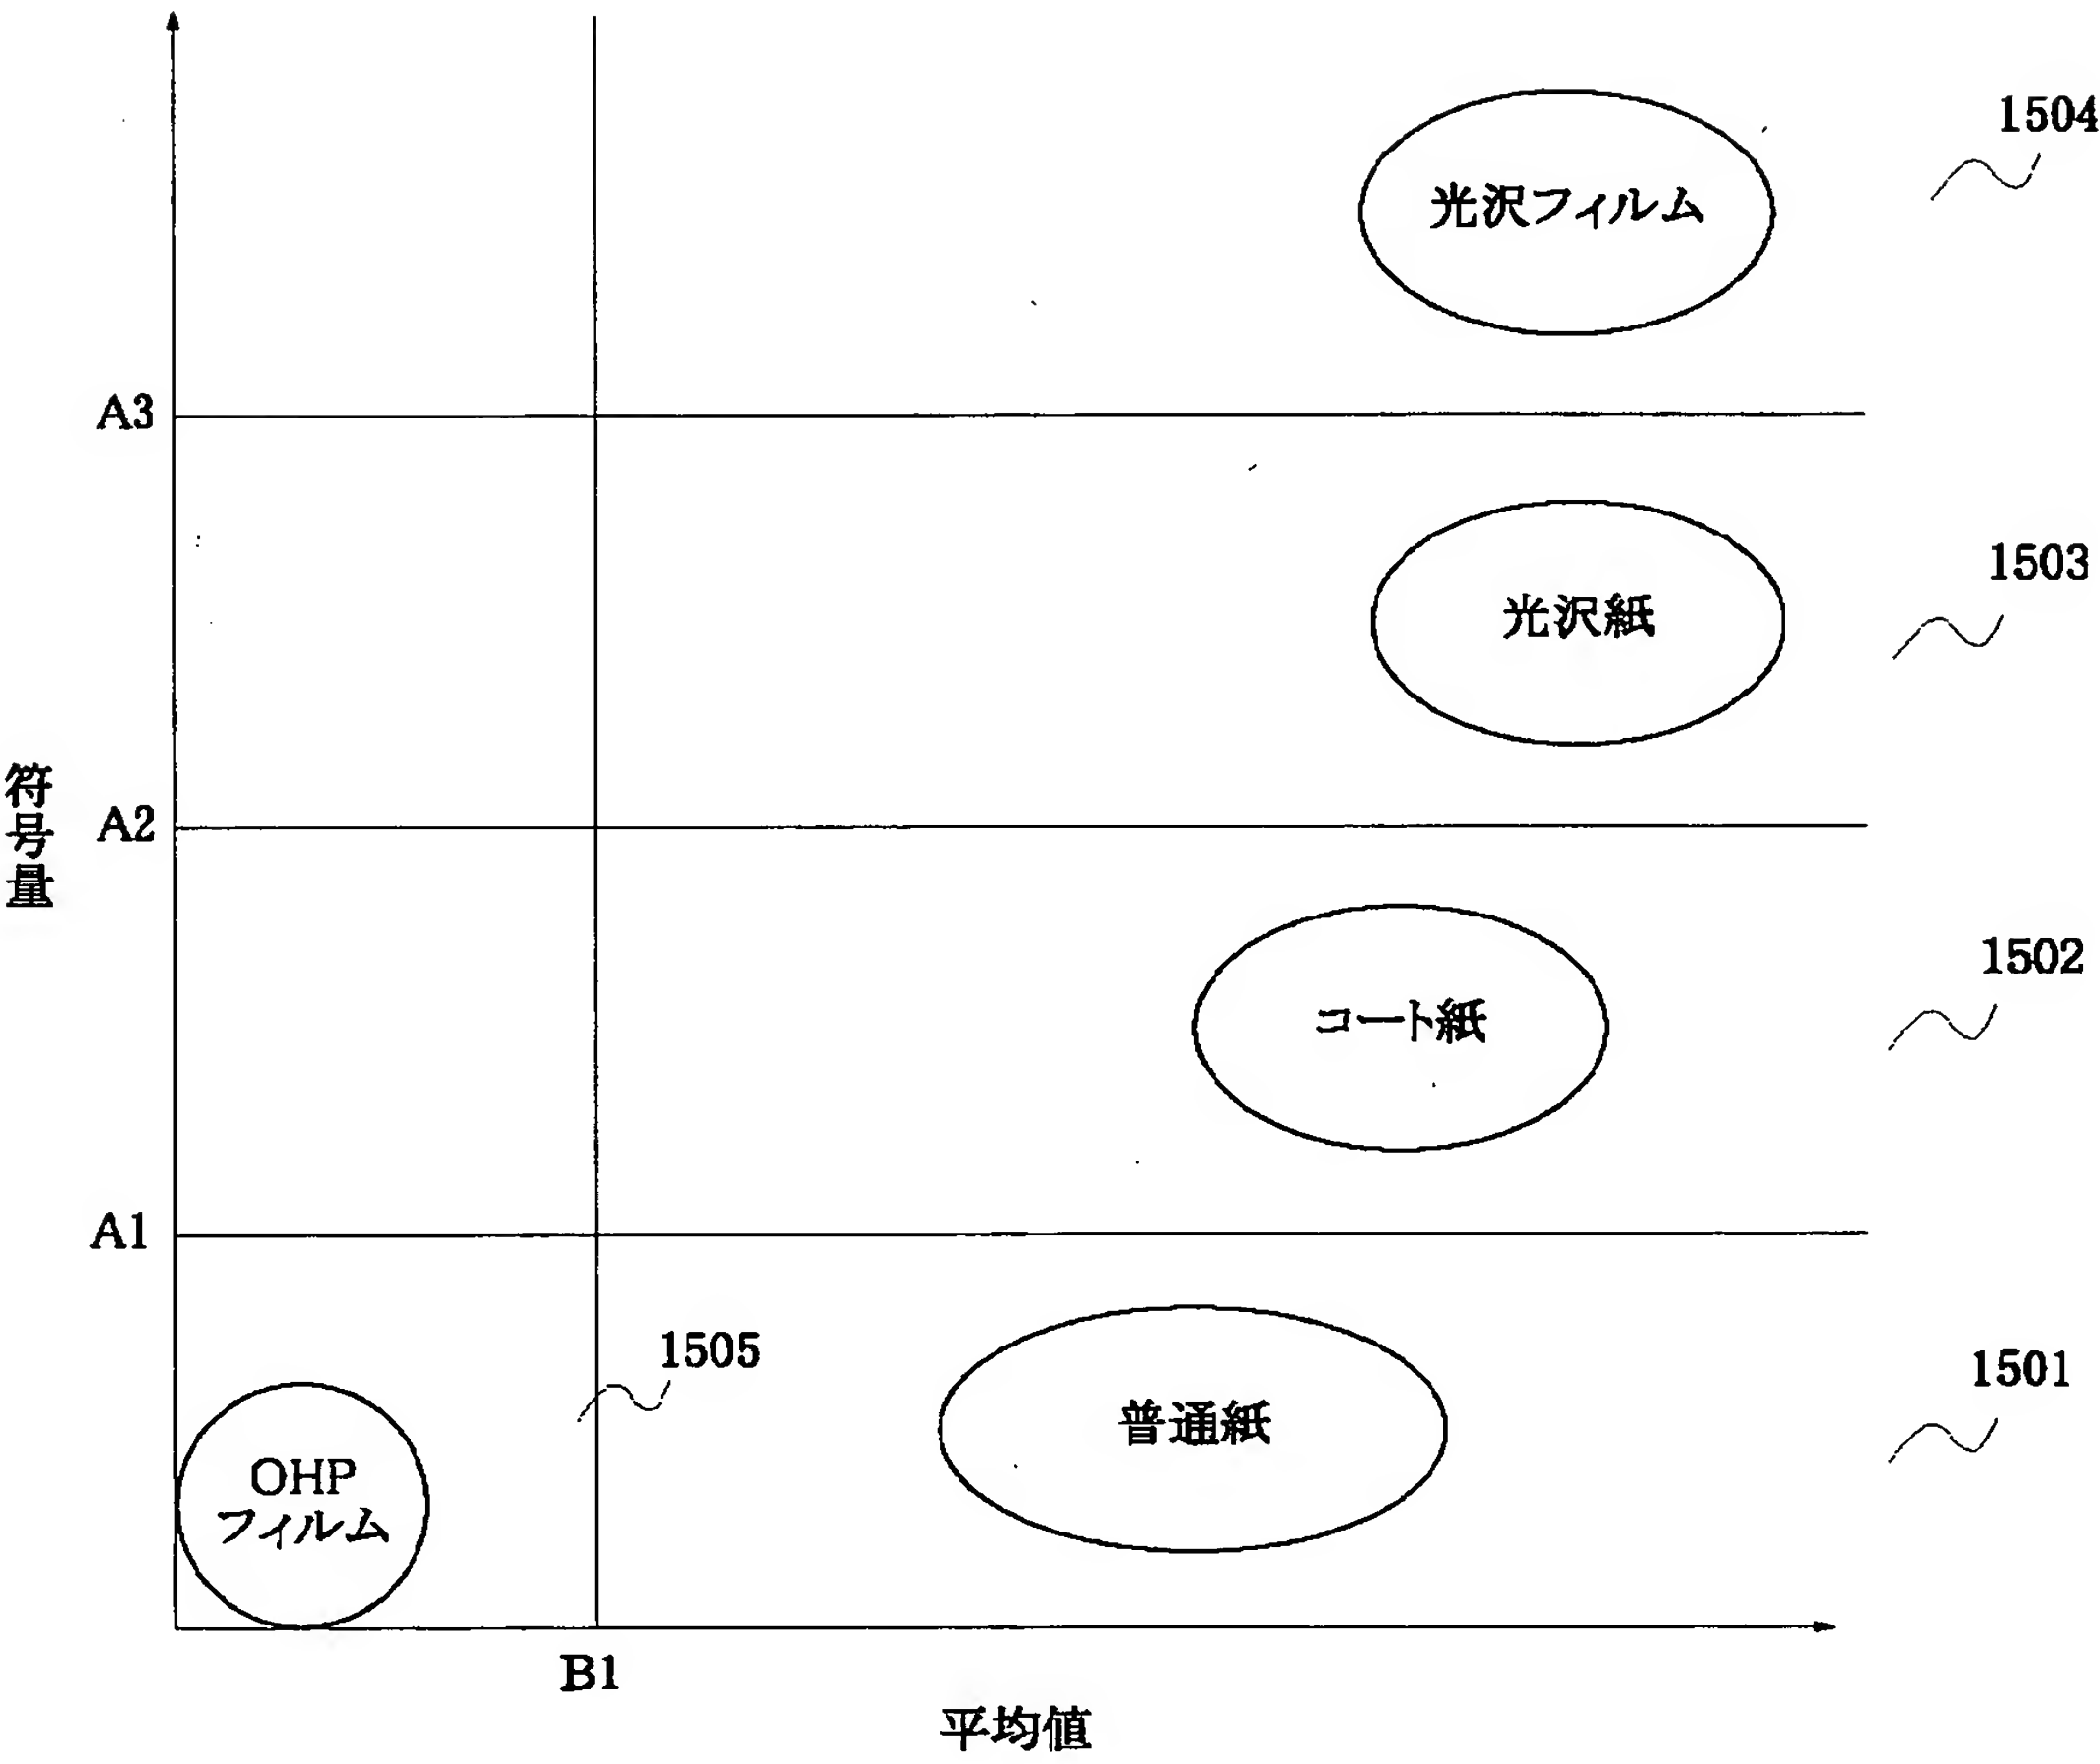 1504
光沢フィルム
A3
1503
光沢紙
符号量
A2
1502
コート紙
A1
1505
1501
普通紙
OHP
フィルム
B1
平均値